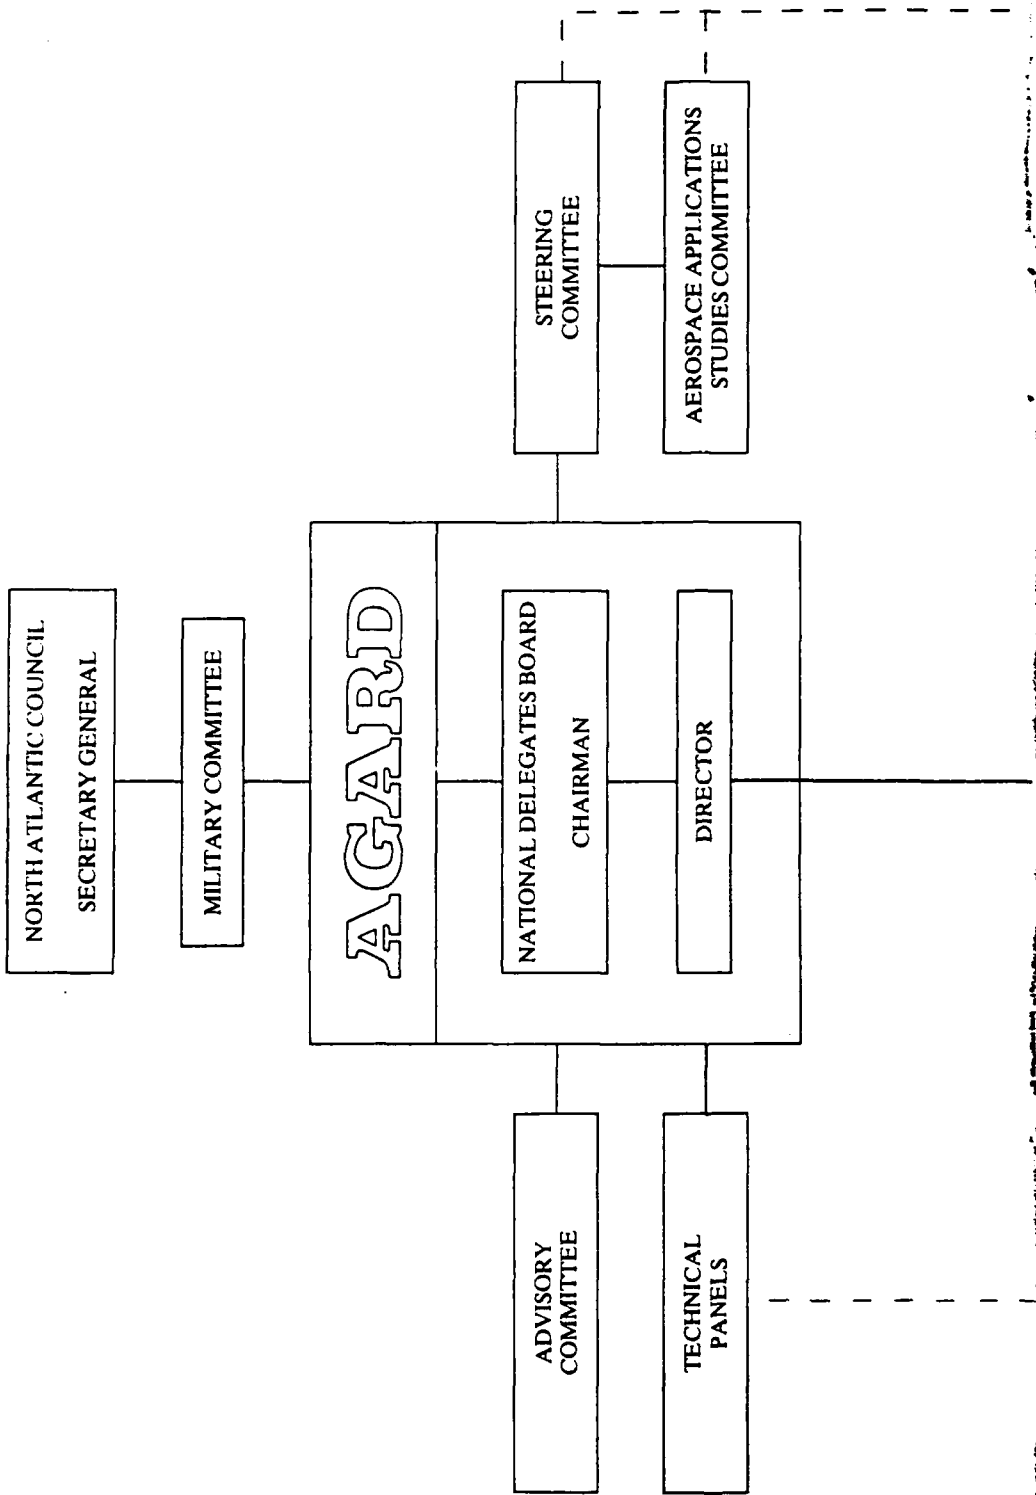 NORTH ATLANTIC COUNCIL
SECRETARY GENERAL
MILITARY COMMITTEE
AGARD
NATIONAL DELEGATES BOARD
CHAIRMAN
DIRECTOR
ADVISORY
COMMITTEE
TECHNICAL
PANELS
STEERING
COMMITTEE
AEROSPACE APPLICATIONS
STUDIES COMMITTEE